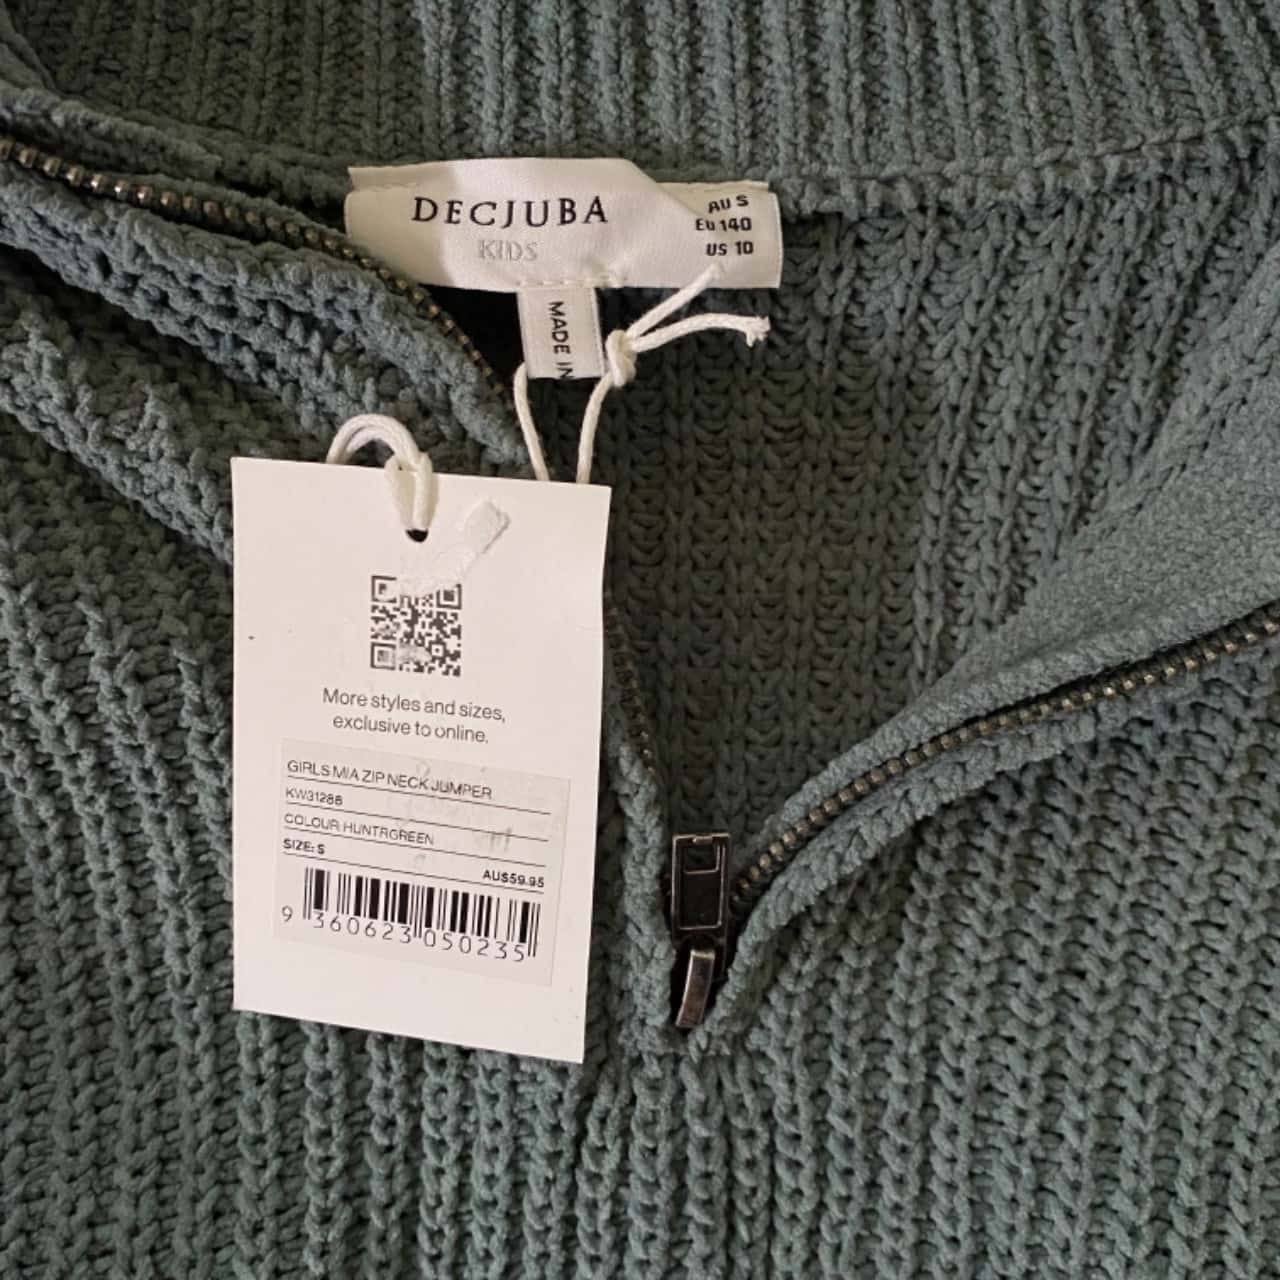 DECJUBA
KIDS
AU S
EU 140
US 10
MADE IN
More styles and sizes,
exclusive to online.
GIRLS MIA ZIP NECK JUMPER
KW31288
COLOUR: HUNTRGREEN
SIZE: S
AU$59.95
9 360623 050235